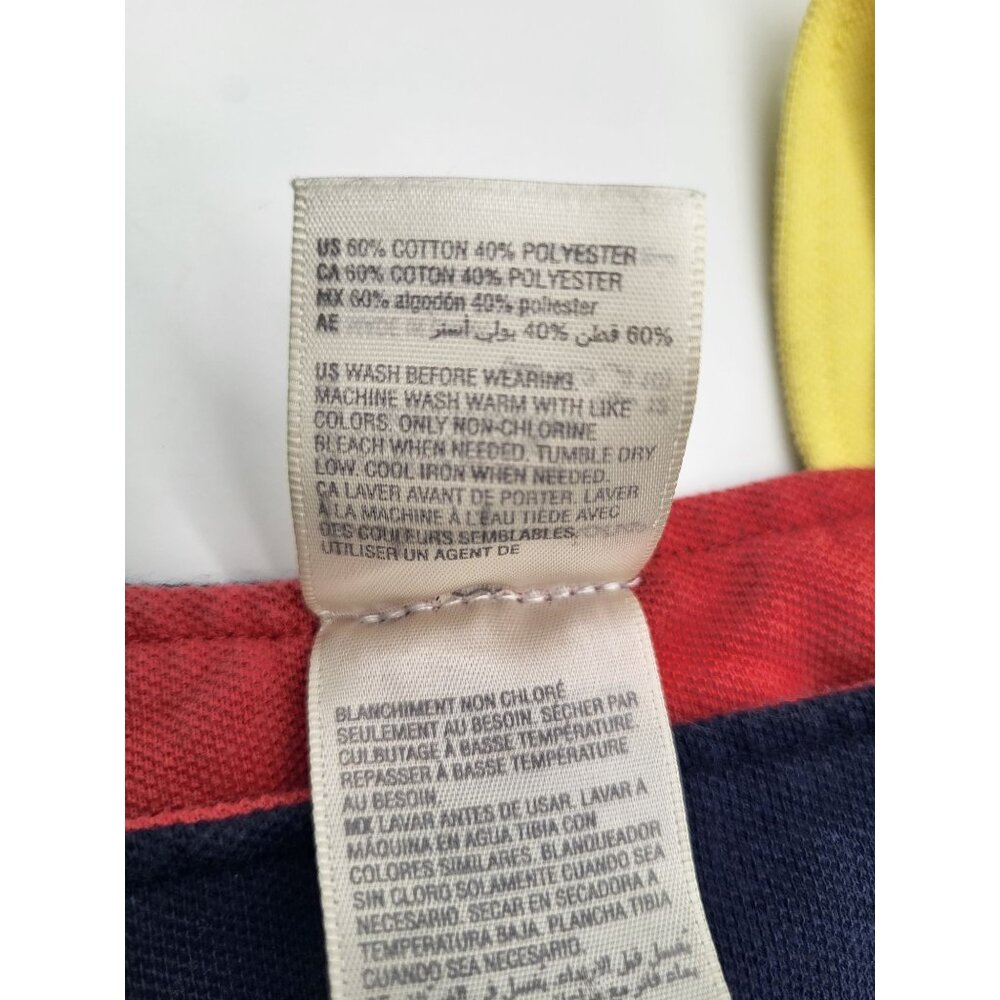 US 60% COTTON 40% POLYESTER
CA 60% COTON 40% POLYESTER
MX 60% algodón 40% poliester
AE 60% قطن 40% بولي أستر
US WASH BEFORE WEARING.
MACHINE WASH WARM WITH LIKE
COLORS. ONLY NON-CHLORINE
BLEACH WHEN NEEDED. TUMBLE DRY
LOW. COOL IRON WHEN NEEDED.
CA LAVER AVANT DE PORTER. LAVER
À LA MACHINE À L'EAU TIÈDE AVEC
DES COULEURS SEMBLABLES.
UTILISER UN AGENT DE
BLANCHIMENT NON CHLORÉ
SEULEMENT AU BESOIN. SÉCHER PAR
CULBUTAGE À BASSE TEMPÉRATURE.
REPASSER À BASSE TEMPÉRATURE
AU BESOIN.
MX LAVAR ANTES DE USAR. LAVAR A
MÁQUINA EN AGUA TIBIA CON
COLORES SIMILARES. BLANQUEADOR
SIN CLORO SOLAMENTE CUANDO SEA
NECESARIO. SECAR EN SECADORA A
TEMPERATURA BAJA. PLANCHA TIBIA
CUANDO SEA NECESARIO.
يغسل قبل الارتداء. يغسل